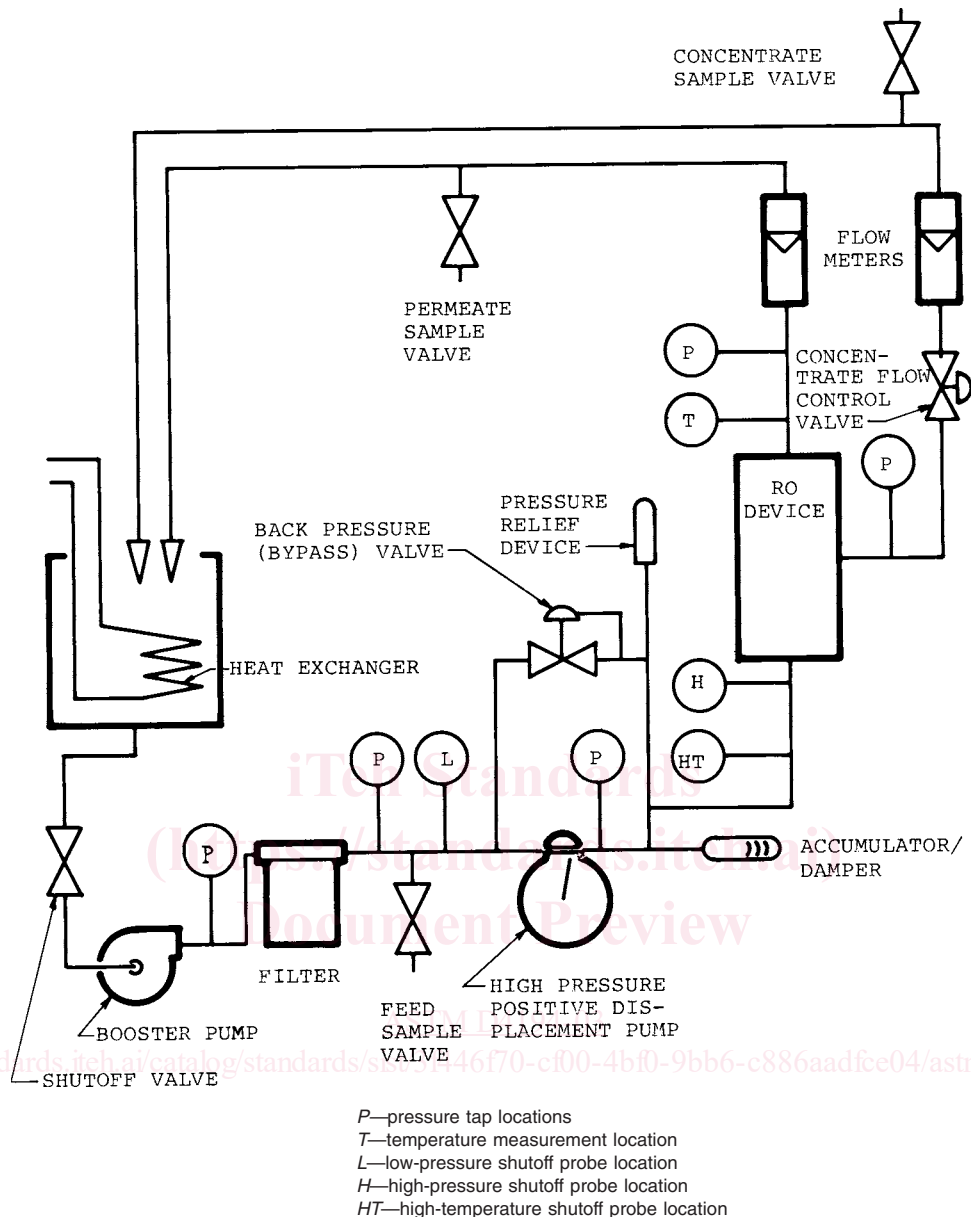 CONCENTRATE
SAMPLE VALVE
FLOW
METERS
PERMEATE
SAMPLE
VALVE
P
CONCEN-
TRATE FLOW
CONTROL
VALVE
T
P
RO
DEVICE
PRESSURE
RELIEF
DEVICE
BACK PRESSURE
(BYPASS) VALVE
HEAT EXCHANGER
H
HT
P
L
P
P
iTeh Standards
(https://standards.iteh.ai)
Document Preview
ACCUMULATOR/
DAMPER
FILTER
HIGH PRESSURE
POSITIVE DIS-
PLACEMENT PUMP
FEED
SAMPLE
VALVE
BOOSTER PUMP
SHUTOFF VALVE
P—pressure tap locations
T—temperature measurement location
L—low-pressure shutoff probe location
H—high-pressure shutoff probe location
HT—high-temperature shutoff probe location